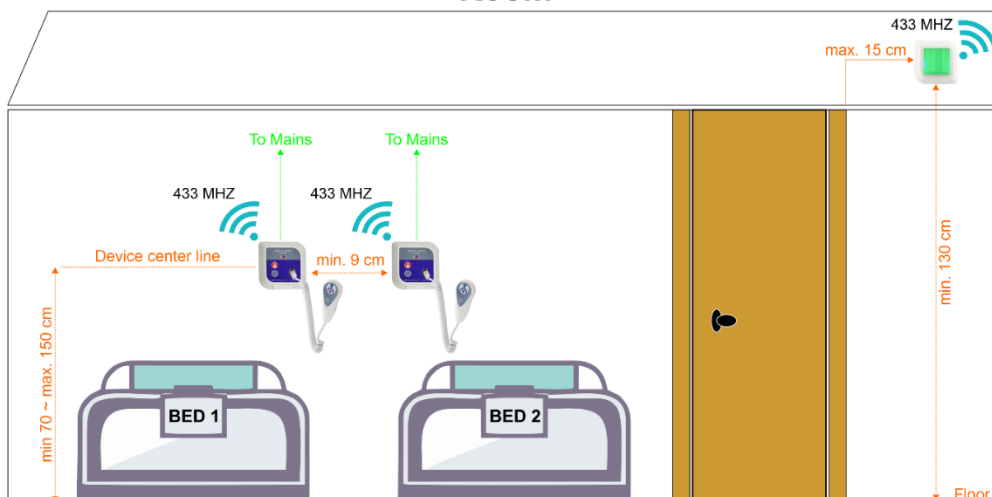 433 MHZ
max. 15 cm
To Mains
To Mains
433 MHZ
433 MHZ
Device center line
min. 9 cm
min 70 ~ max. 150 cm
min. 130 cm
BED 1
BED 2
Floor